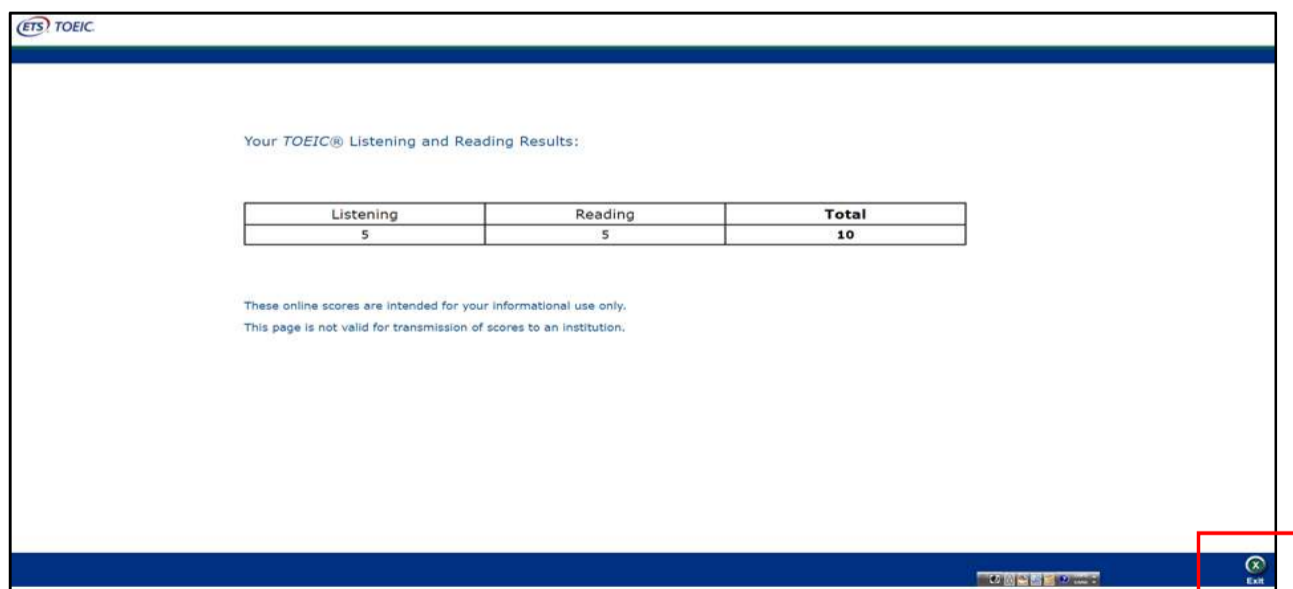 ETS TOEIC.
Your TOEIC® Listening and Reading Results:
Listening Reading Total
5 5 10
These online scores are intended for your informational use only.
This page is not valid for transmission of scores to an institution.
Exit